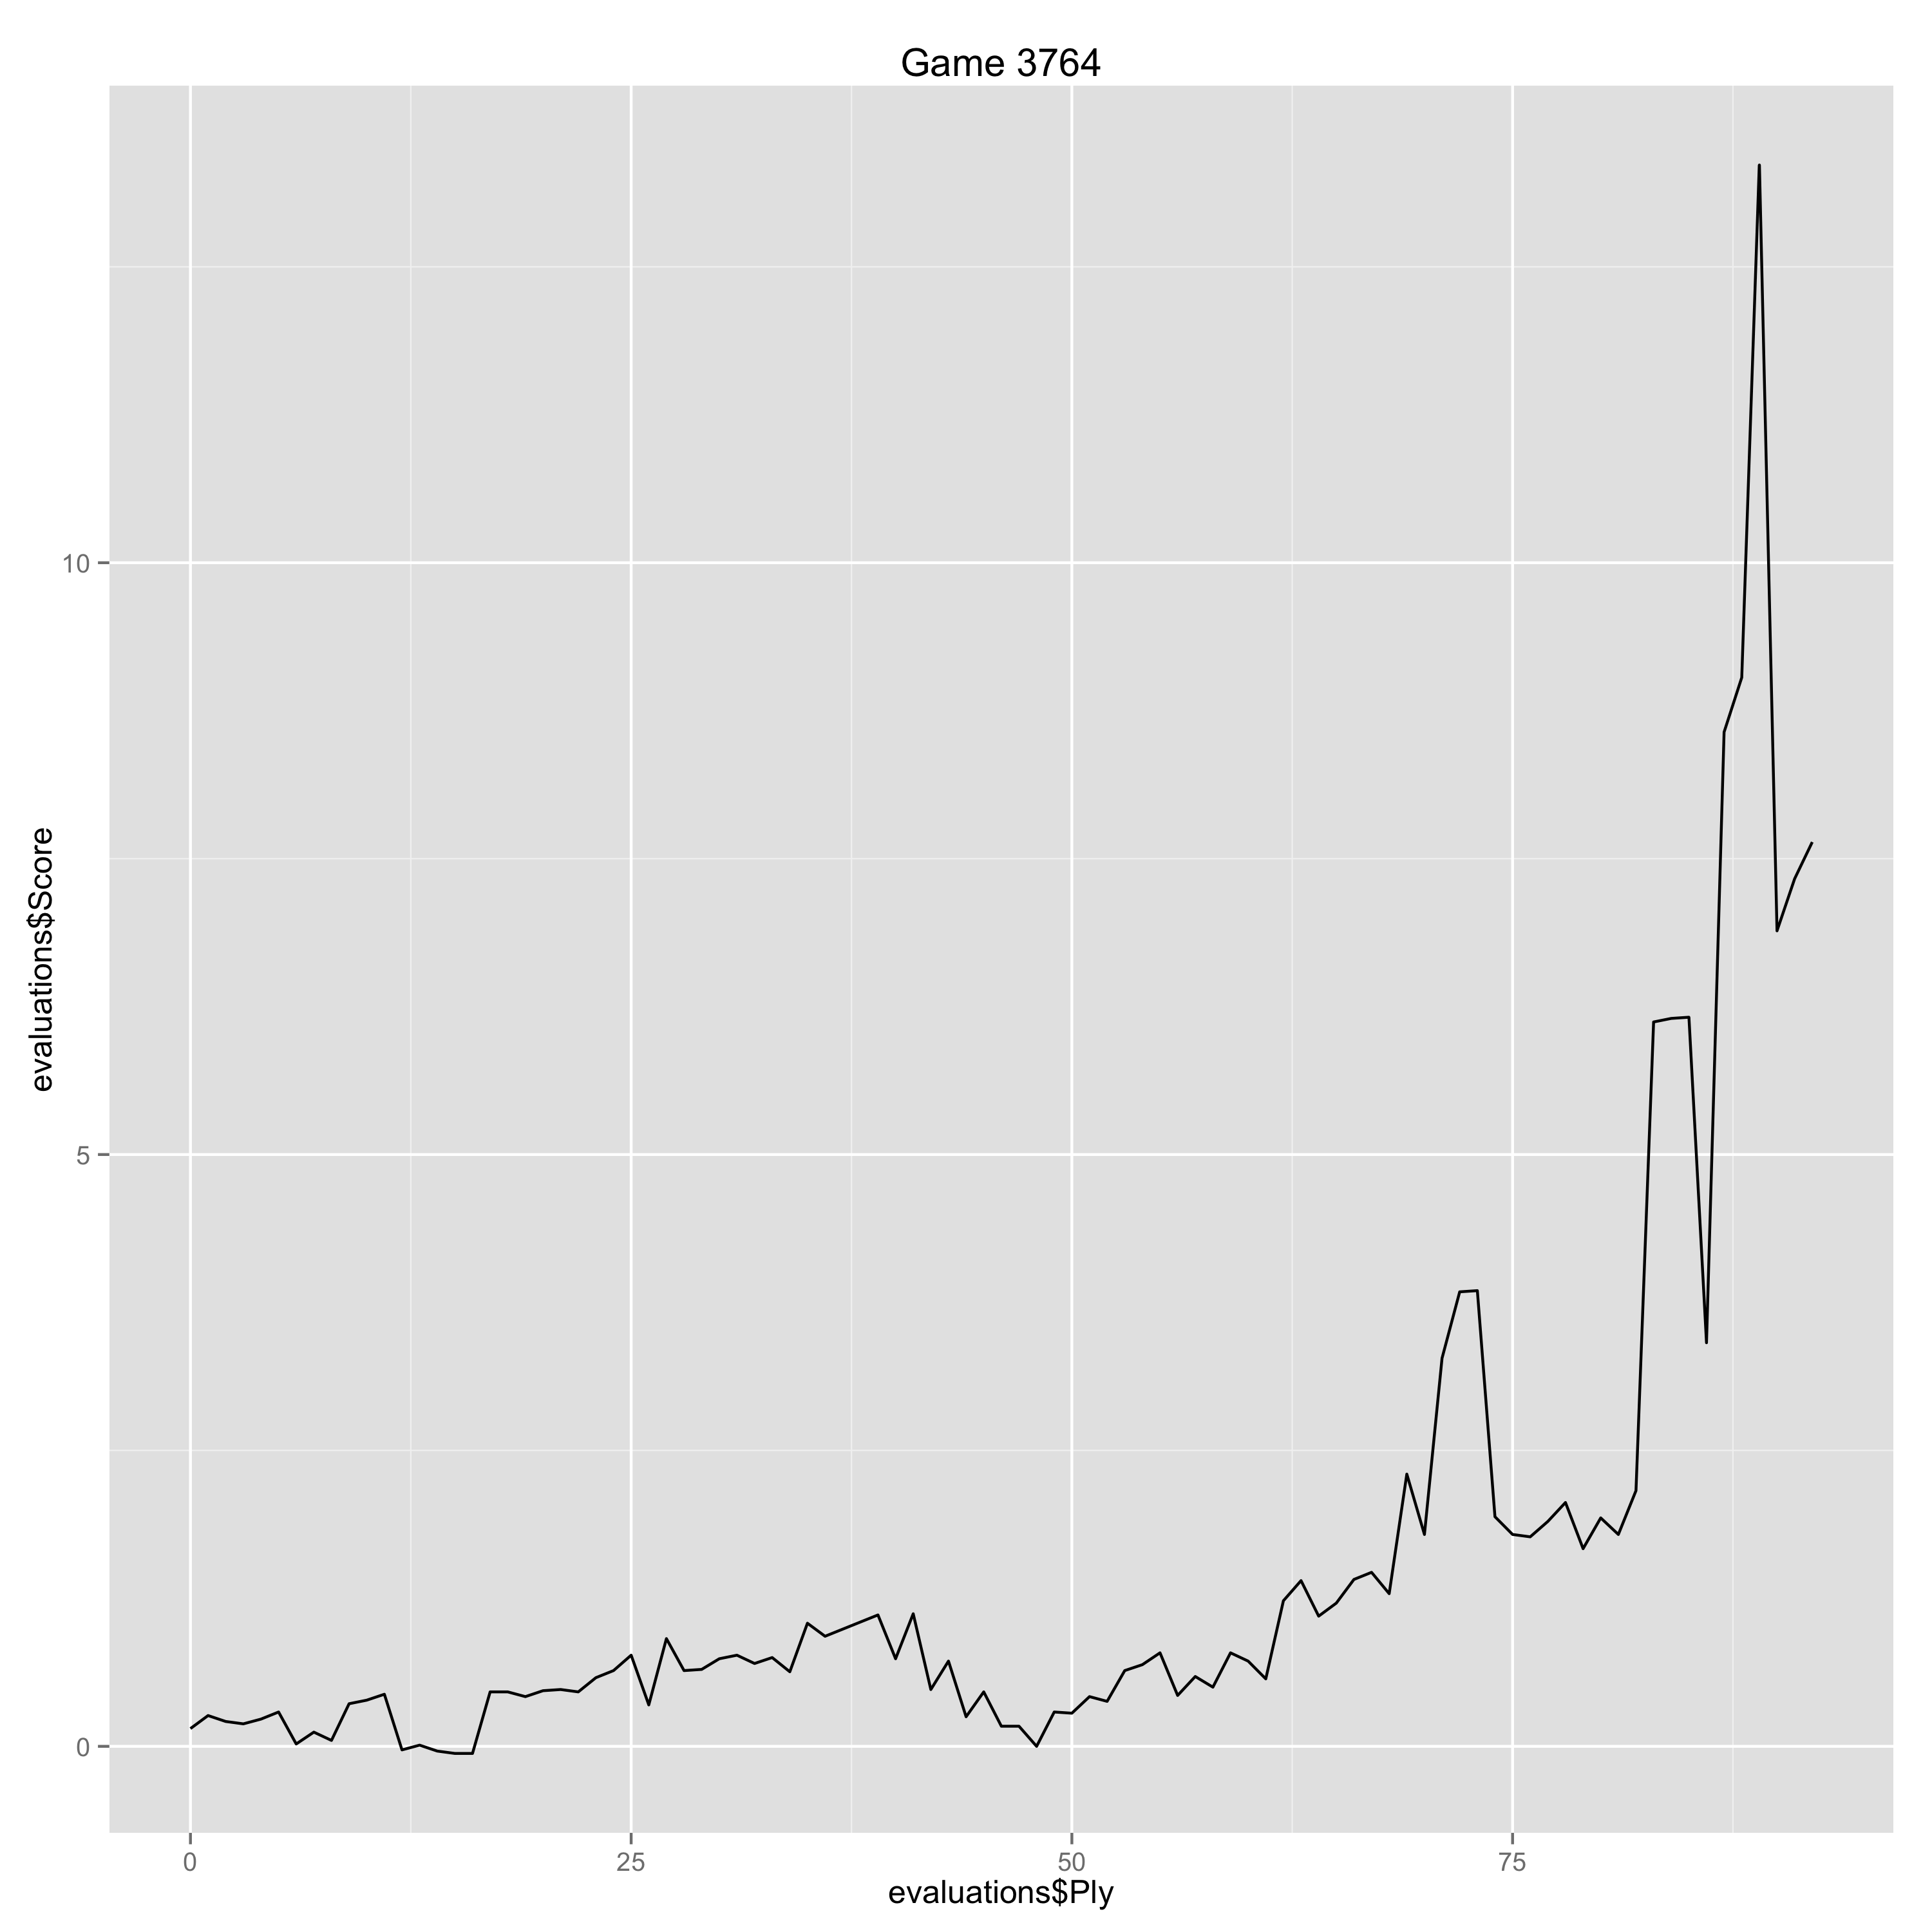 Game 3764
evaluations$Score
10
5
0
0 25 50 75
evaluations$Ply